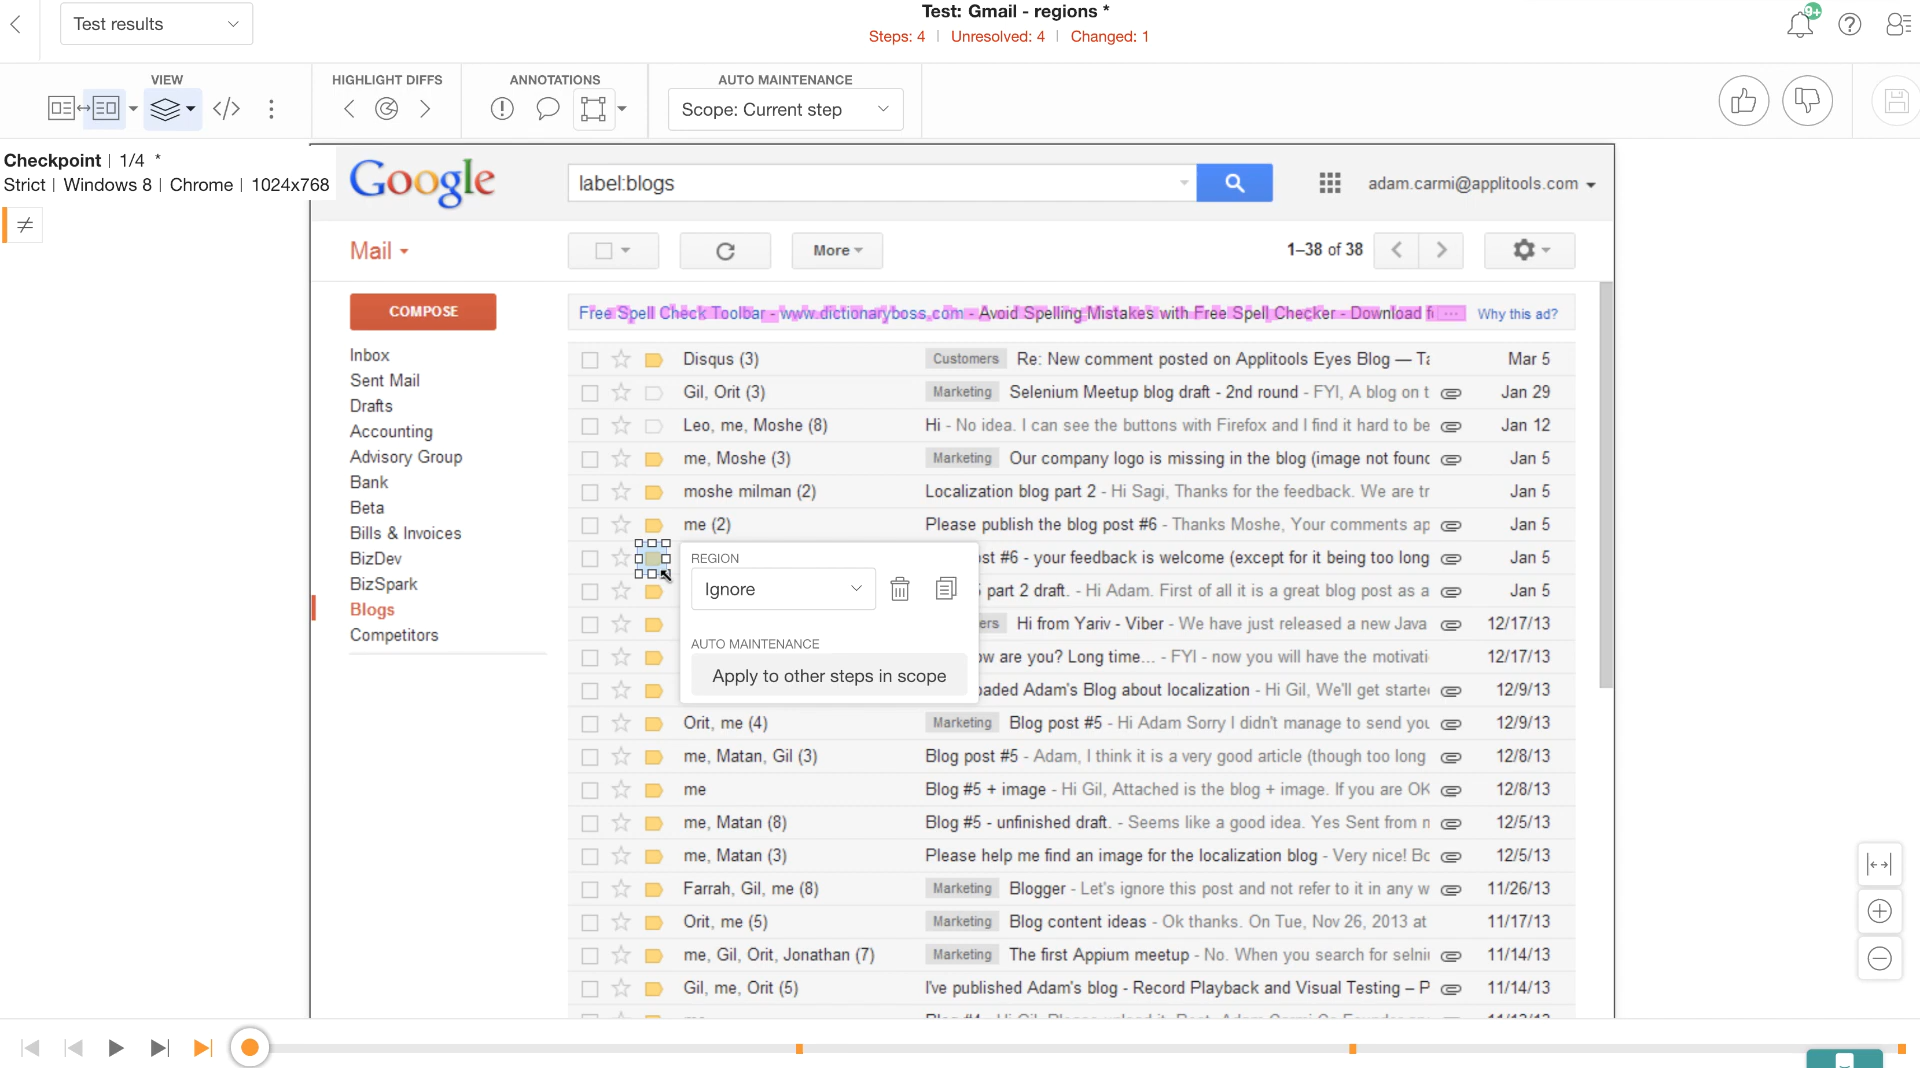 Test results
Test: Gmail - regions *
Steps: 4 | Unresolved: 4 | Changed: 1
9+
VIEW
HIGHLIGHT DIFFS
ANNOTATIONS
AUTO MAINTENANCE
Scope: Current step
Checkpoint | 1/4 *
Strict | Windows 8 | Chrome | 1024x768
Google
label:blogs
adam.carmi@applitools.com
Mail
More
1–38 of 38
COMPOSE
Free Spell Check Toolbar - www.dictionaryboss.com - Avoid Spelling Mistakes with Free Spell Checker - Download f ...
Why this ad?
Inbox
Sent Mail
Drafts
Accounting
Advisory Group
Bank
Beta
Bills & Invoices
BizDev
BizSpark
Blogs
Competitors
Disqus (3) Customers Re: New comment posted on Applitools Eyes Blog — Ta Mar 5
Gil, Orit (3) Marketing Selenium Meetup blog draft - 2nd round - FYI, A blog on t Jan 29
Leo, me, Moshe (8) Hi - No idea. I can see the buttons with Firefox and I find it hard to be Jan 12
me, Moshe (3) Marketing Our company logo is missing in the blog (image not found Jan 5
moshe milman (2) Localization blog part 2 - Hi Sagi, Thanks for the feedback. We are tr Jan 5
me (2) Please publish the blog post #6 - Thanks Moshe, Your comments ap Jan 5
st #6 - your feedback is welcome (except for it being too long Jan 5
part 2 draft. - Hi Adam. First of all it is a great blog post as a Jan 5
ers Hi from Yariv - Viber - We have just released a new Java 12/17/13
ow are you? Long time... - FYI - now you will have the motivati 12/17/13
oaded Adam's Blog about localization - Hi Gil, We'll get starte 12/9/13
REGION
Ignore
AUTO MAINTENANCE
Apply to other steps in scope
Orit, me (4) Marketing Blog post #5 - Hi Adam Sorry I didn't manage to send you 12/9/13
me, Matan, Gil (3) Blog post #5 - Adam, I think it is a very good article (though too long 12/8/13
me Blog #5 + image - Hi Gil, Attached is the blog + image. If you are OK 12/8/13
me, Matan (8) Blog #5 - unfinished draft. - Seems like a good idea. Yes Sent from m 12/5/13
me, Matan (3) Please help me find an image for the localization blog - Very nice! Bo 12/5/13
Farrah, Gil, me (8) Marketing Blogger - Let's ignore this post and not refer to it in any w 11/26/13
Orit, me (5) Marketing Blog content ideas - Ok thanks. On Tue, Nov 26, 2013 at 11/17/13
me, Gil, Orit, Jonathan (7) Marketing The first Appium meetup - No. When you search for selni 11/14/13
Gil, me, Orit (5) I've published Adam's blog - Record Playback and Visual Testing – P 11/14/13